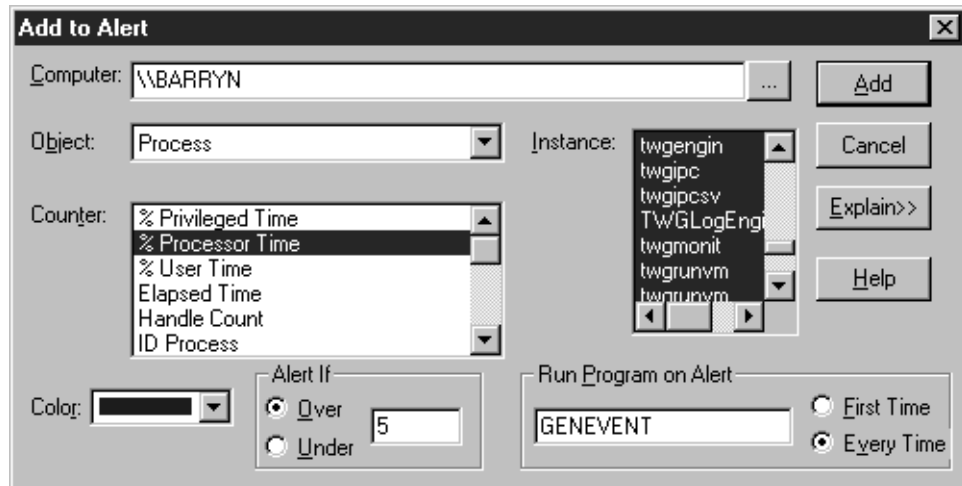 Add to Alert
Computer: \\BARRYN ... Add
Object: Process Instance: twgengin Cancel
twgipc
twgipcsv
TWGLogEngi
twgmonit
twgrunvm
twgrunvm
Counter: % Privileged Time Explain>>
% Processor Time
% User Time
Elapsed Time Help
Handle Count
ID Process
Color: Alert If Run Program on Alert
Over 5 GENEVENT First Time
Under Every Time